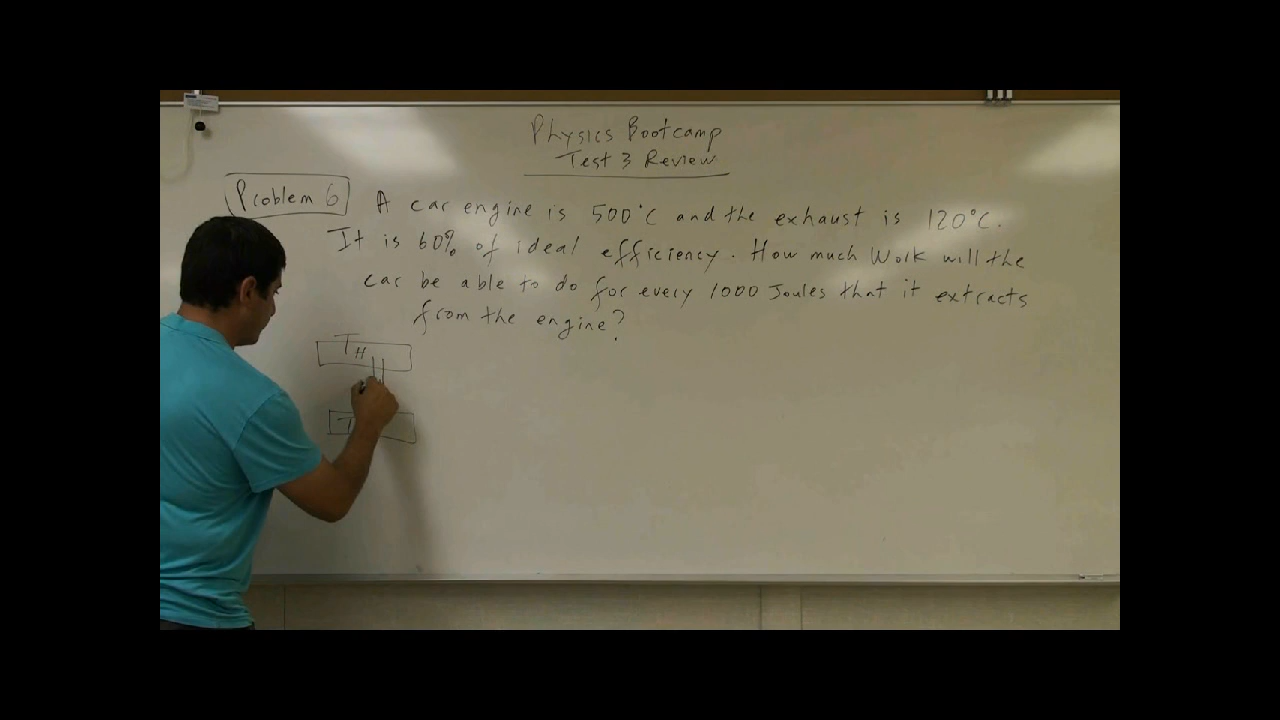 Physics Bootcamp
Test 3 Review
Problem 6 A car engine is 500°C and the exhaust is 120°C.
It is 60% of ideal efficiency. How much Work will the
car be able to do for every 1000 Joules that it extracts
from the engine?
TH
T